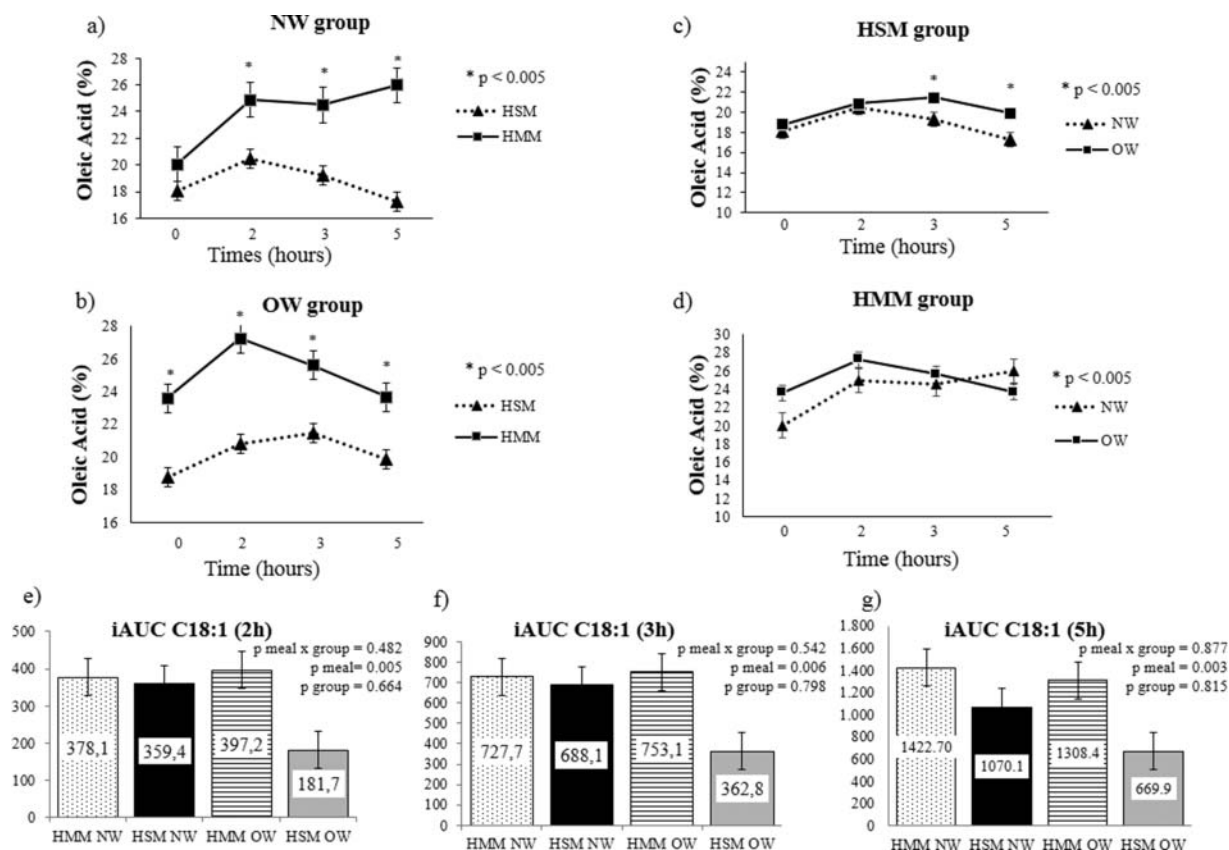 a)
NW group
Oleic Acid (%)
28
26
24
22
20
18
16
* * *
* p < 0.005
HSM
HMM
0 2 3 5
Times (hours)
c)
HSM group
Oleic Acid (%)
24
22
20
18
16
14
12
10
* *
* p < 0.005
NW
OW
0 2 3 5
Time (hours)
b)
OW group
Oleic Acid (%)
28
26
24
22
20
18
16
* * * *
* p < 0.005
HSM
HMM
0 2 3 5
Time (hours)
d)
HMM group
Oleic Acid (%)
30
28
26
24
22
20
18
16
14
12
10
* p < 0.005
NW
OW
0 2 3 5
Time (hours)
e)
iAUC C18:1 (2h)
p meal x group = 0.482
p meal= 0.005
p group = 0.664
500
400
300
200
100
0
378,1 359,4 397,2 181,7
HMM NW HSM NW HMM OW HSM OW
f)
iAUC C18:1 (3h)
p meal x group = 0.542
p meal = 0.006
p group = 0.798
900
800
700
600
500
400
300
200
100
0
727,7 688,1 753,1 362,8
HMM NW HSM NW HMM OW HSM OW
g)
iAUC C18:1 (5h)
p meal x group = 0.877
p meal = 0.003
p group = 0.815
1.800
1.600
1.400
1.200
1.000
800
600
400
200
0
1422.70 1070.1 1308.4 669.9
HMM NW HSM NW HMM OW HSM OW